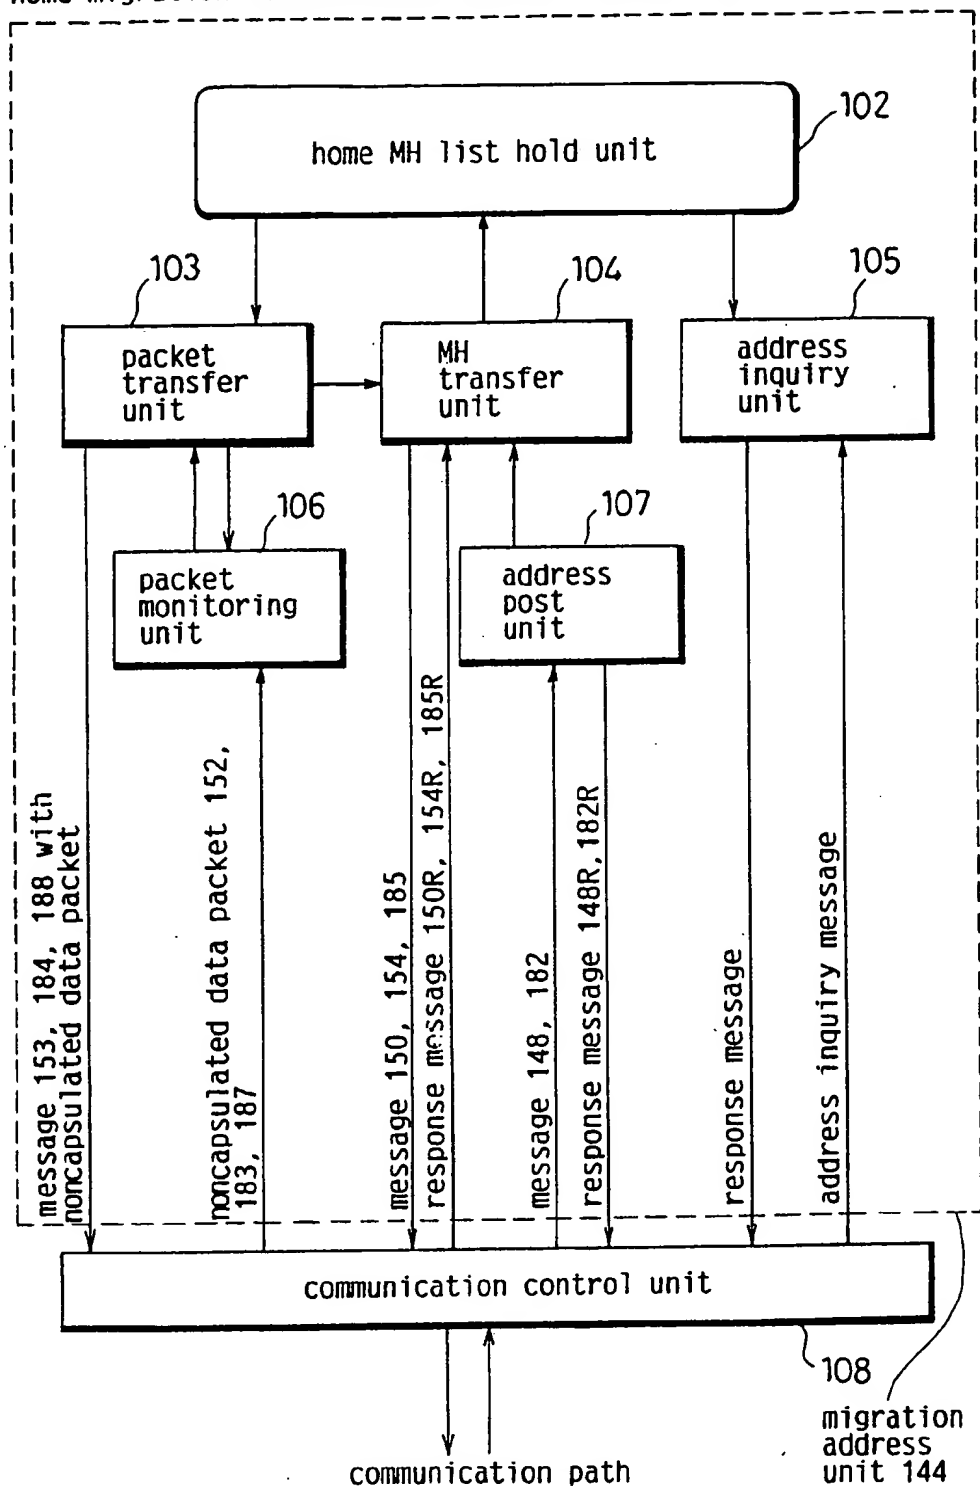 102
home MH list hold unit
103
104
105
packet
transfer
unit
MH
transfer
unit
address
inquiry
unit
106
107
packet
monitoring
unit
address
post
unit
message 153, 184, 188 with
noncapsulated data packet
noncapsulated data packet 152,
183, 187
message 150, 154, 185
response message 150R, 154R, 185R
message 148, 182
response message 148R,182R
response message
address inquiry message
communication control unit
108
migration
address
unit 144
communication path